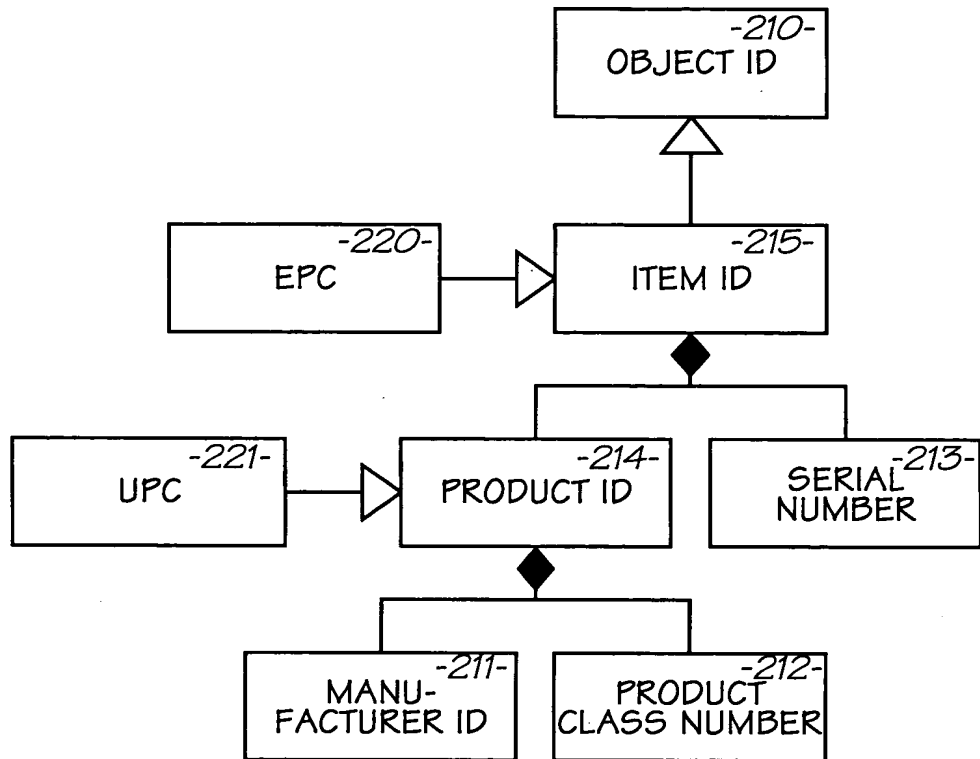 -210-
OBJECT ID
-220-
EPC
-215-
ITEM ID
-221-
UPC
-214-
PRODUCT ID
-213-
SERIAL
NUMBER
-211-
MANU-
FACTURER ID
-212-
PRODUCT
CLASS NUMBER